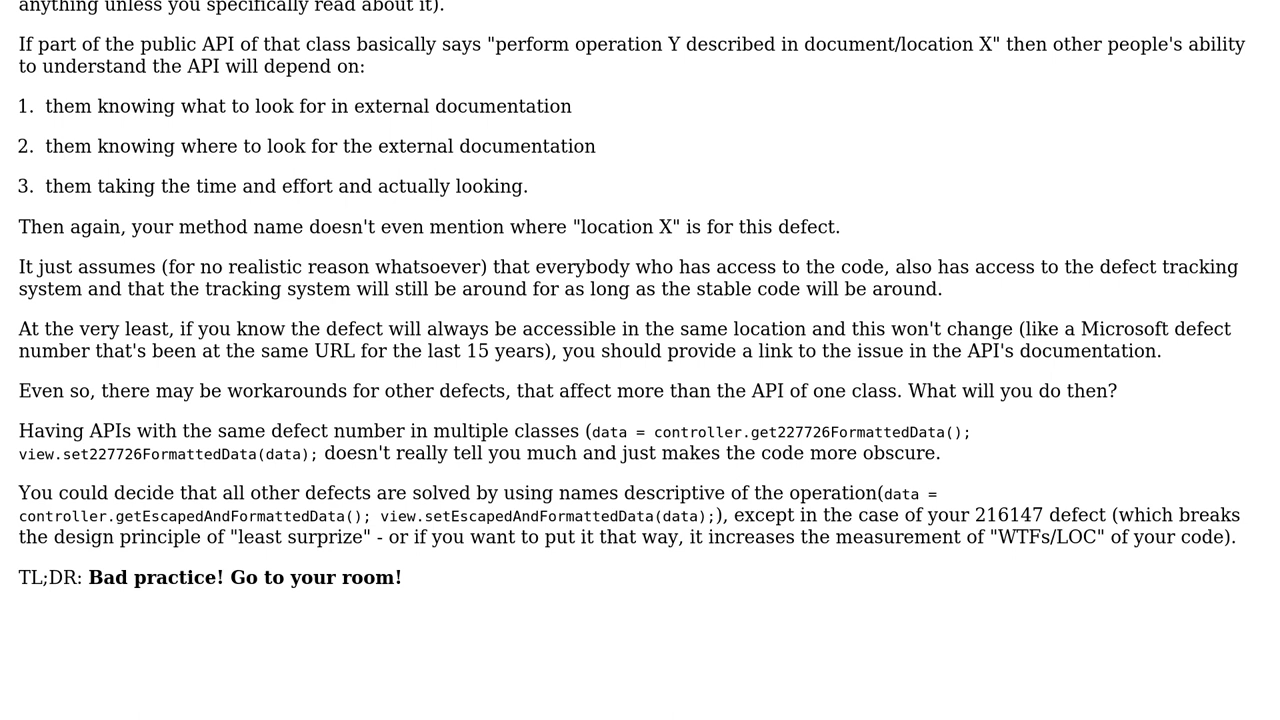 anything unless you specifically read about it).
If part of the public API of that class basically says "perform operation Y described in document/location X" then other people's ability
to understand the API will depend on:
1. them knowing what to look for in external documentation
2. them knowing where to look for the external documentation
3. them taking the time and effort and actually looking.
Then again, your method name doesn't even mention where "location X" is for this defect.
It just assumes (for no realistic reason whatsoever) that everybody who has access to the code, also has access to the defect tracking
system and that the tracking system will still be around for as long as the stable code will be around.
At the very least, if you know the defect will always be accessible in the same location and this won't change (like a Microsoft defect
number that's been at the same URL for the last 15 years), you should provide a link to the issue in the API's documentation.
Even so, there may be workarounds for other defects, that affect more than the API of one class. What will you do then?
Having APIs with the same defect number in multiple classes (data = controller.get227726FormattedData();
view.set227726FormattedData(data); doesn't really tell you much and just makes the code more obscure.
You could decide that all other defects are solved by using names descriptive of the operation(data =
controller.getEscapedAndFormattedData(); view.setEscapedAndFormattedData(data);), except in the case of your 216147 defect (which breaks
the design principle of "least surprize" - or if you want to put it that way, it increases the measurement of "WTFs/LOC" of your code).
TL;DR: Bad practice! Go to your room!